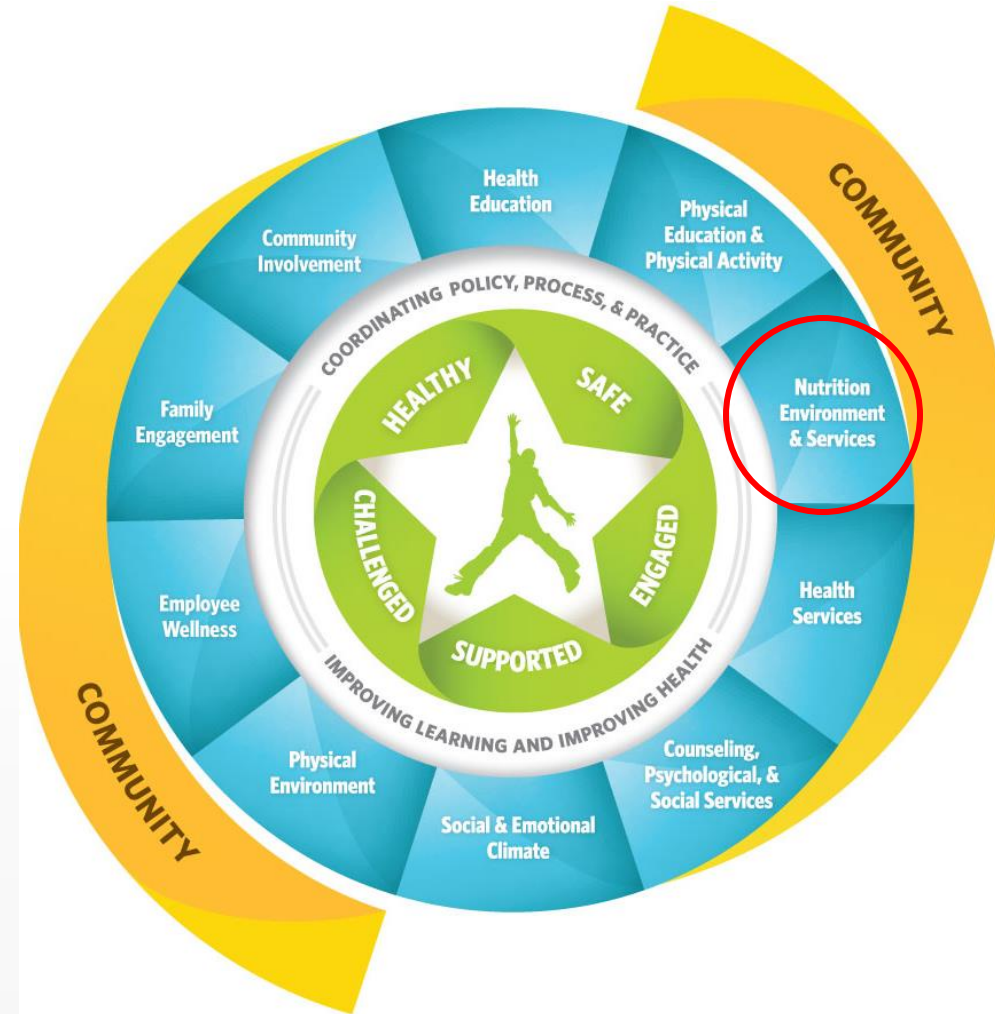 COMMUNITY
Health
Education
Physical
Education &
Physical Activity
Nutrition
Environment
& Services
Health
Services
Counseling,
Psychological, &
Social Services
Social & Emotional
Climate
Physical
Environment
Employee
Wellness
Family
Engagement
Community
Involvement
COORDINATING POLICY, PROCESS, & PRACTICE
IMPROVING LEARNING AND IMPROVING HEALTH
HEALTHY
SAFE
ENGAGED
SUPPORTED
CHALLENGED
COMMUNITY